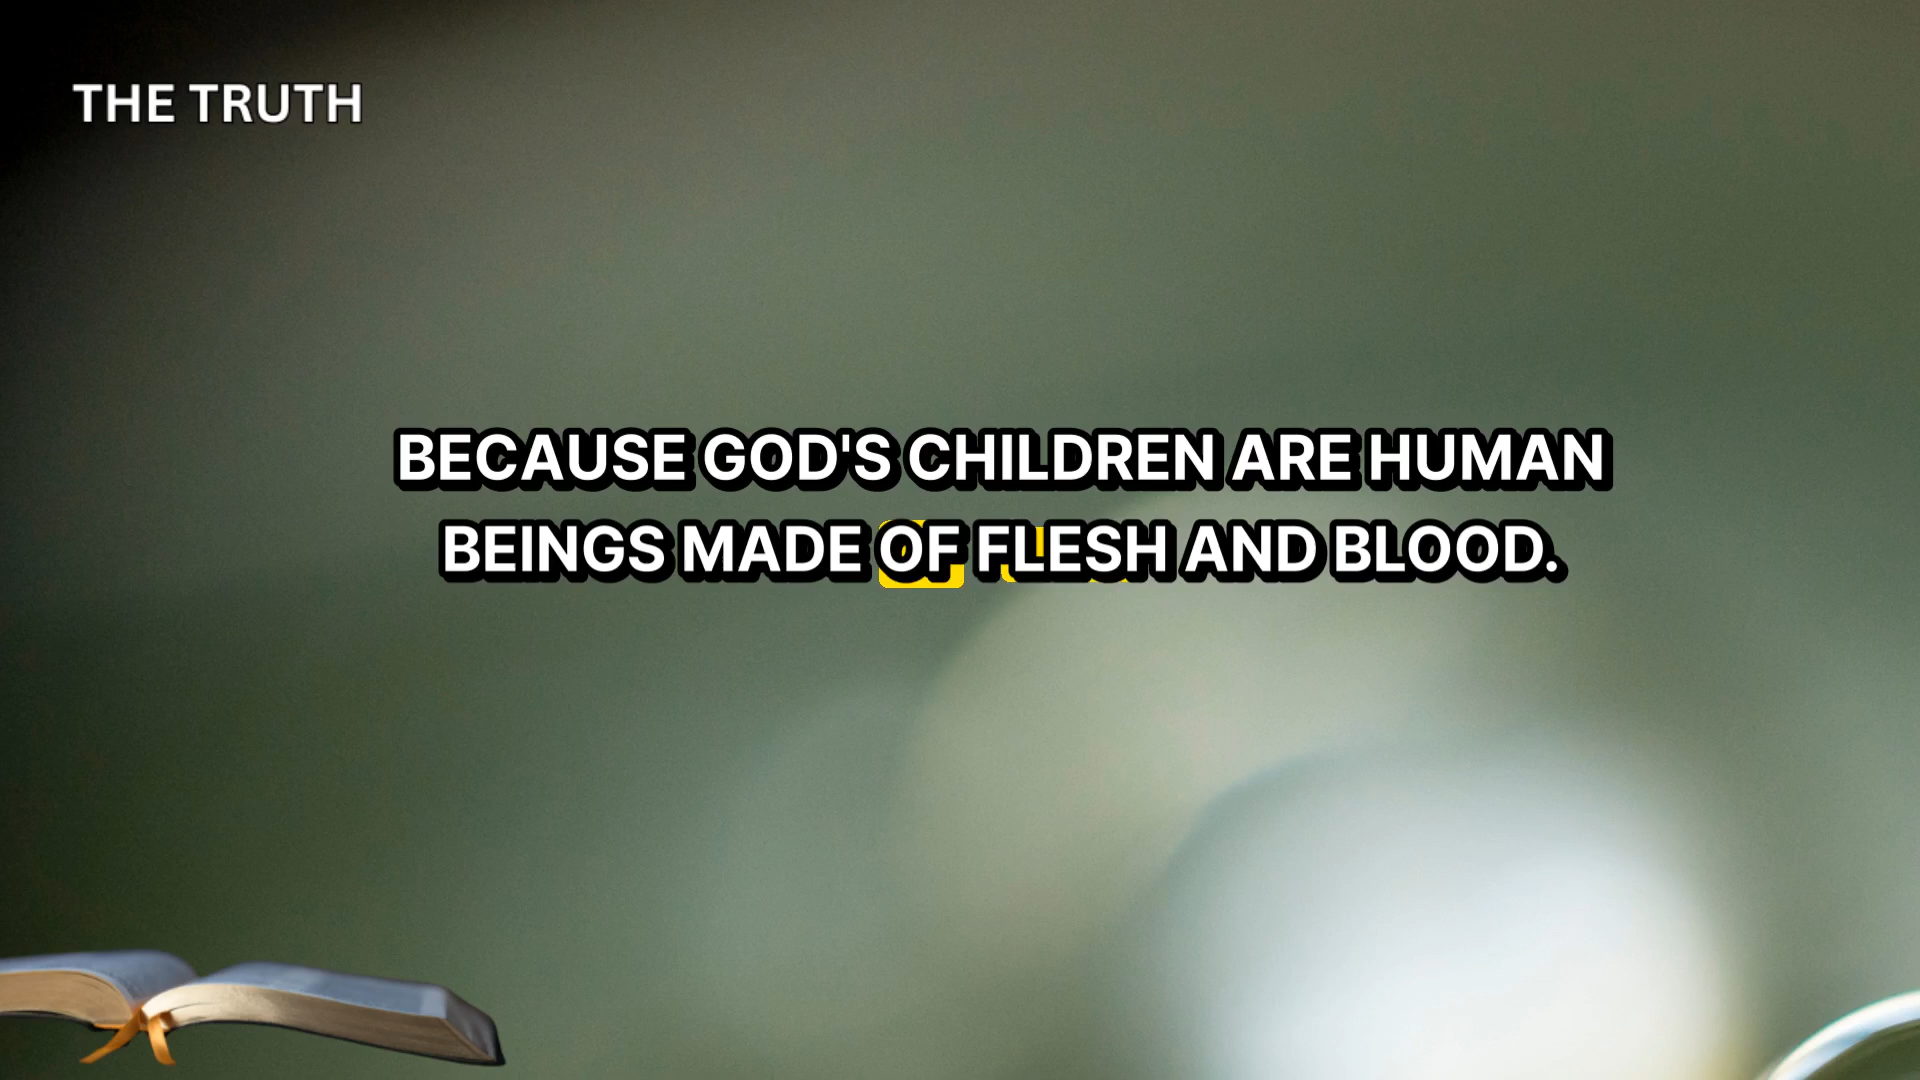 THE TRUTH
BECAUSE GOD'S CHILDREN ARE HUMAN
BEINGS MADE OF FLESH AND BLOOD.